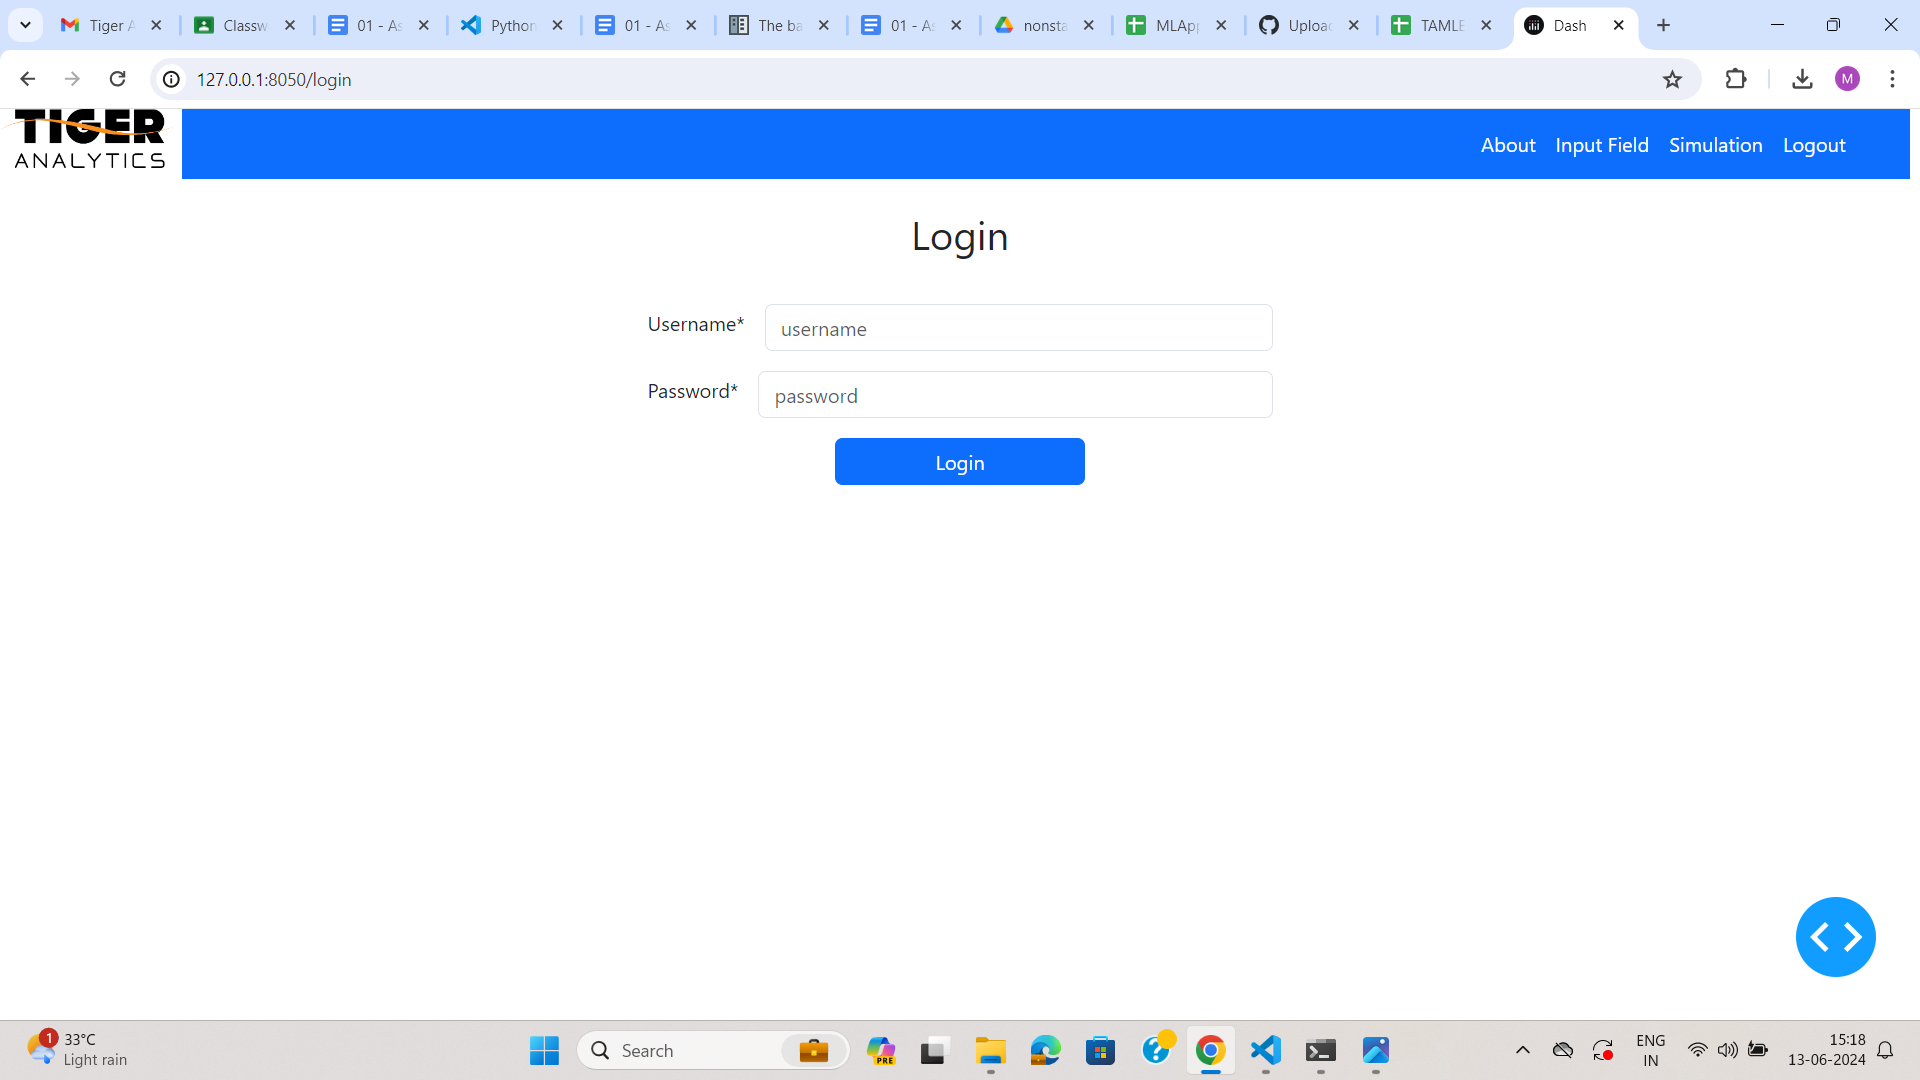 Tiger A
Classw
01 - As
Python
01 - As
The ba
01 - As
nonsta
MLApp
Upload
TAMLE
Dash
127.0.0.1:8050/login
M
TIGER
ANALYTICS
About
Input Field
Simulation
Logout
Login
Username*
username
Password*
password
Login
1
33°C
Light rain
Search
PRE
ENG
IN
15:18
13-06-2024